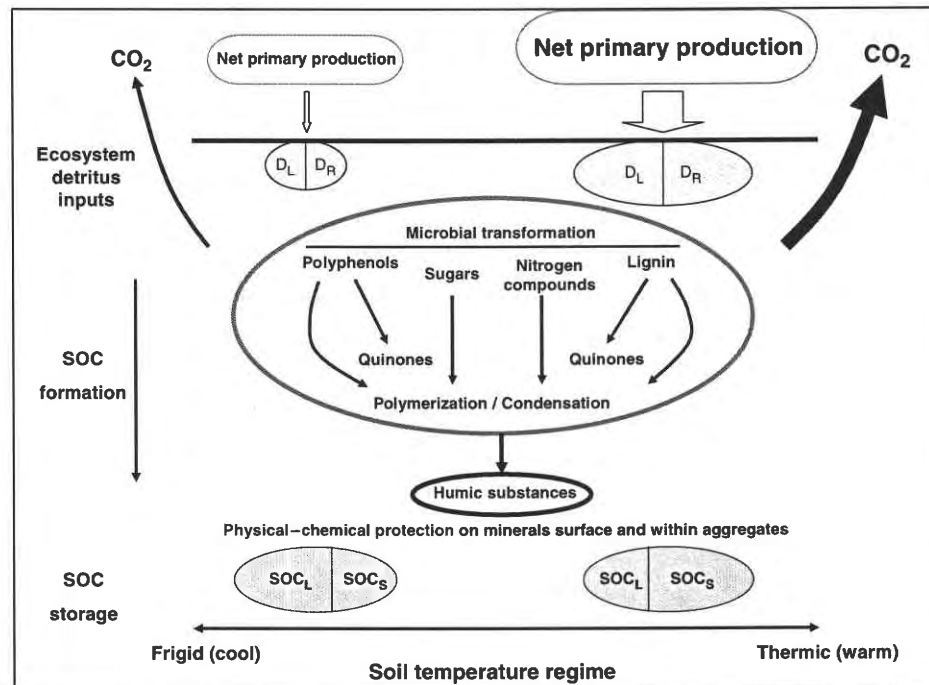 Net primary production
Net primary production
CO2
CO2
Ecosystem
detritus
inputs
DL
DR
DL
DR
Microbial transformation
Polyphenols
Sugars
Nitrogen
compounds
Lignin
Quinones
Quinones
Polymerization / Condensation
SOC
formation
Humic substances
Physical–chemical protection on minerals surface and within aggregates
SOCL
SOCS
SOCL
SOCS
SOC
storage
Frigid (cool)
Thermic (warm)
Soil temperature regime